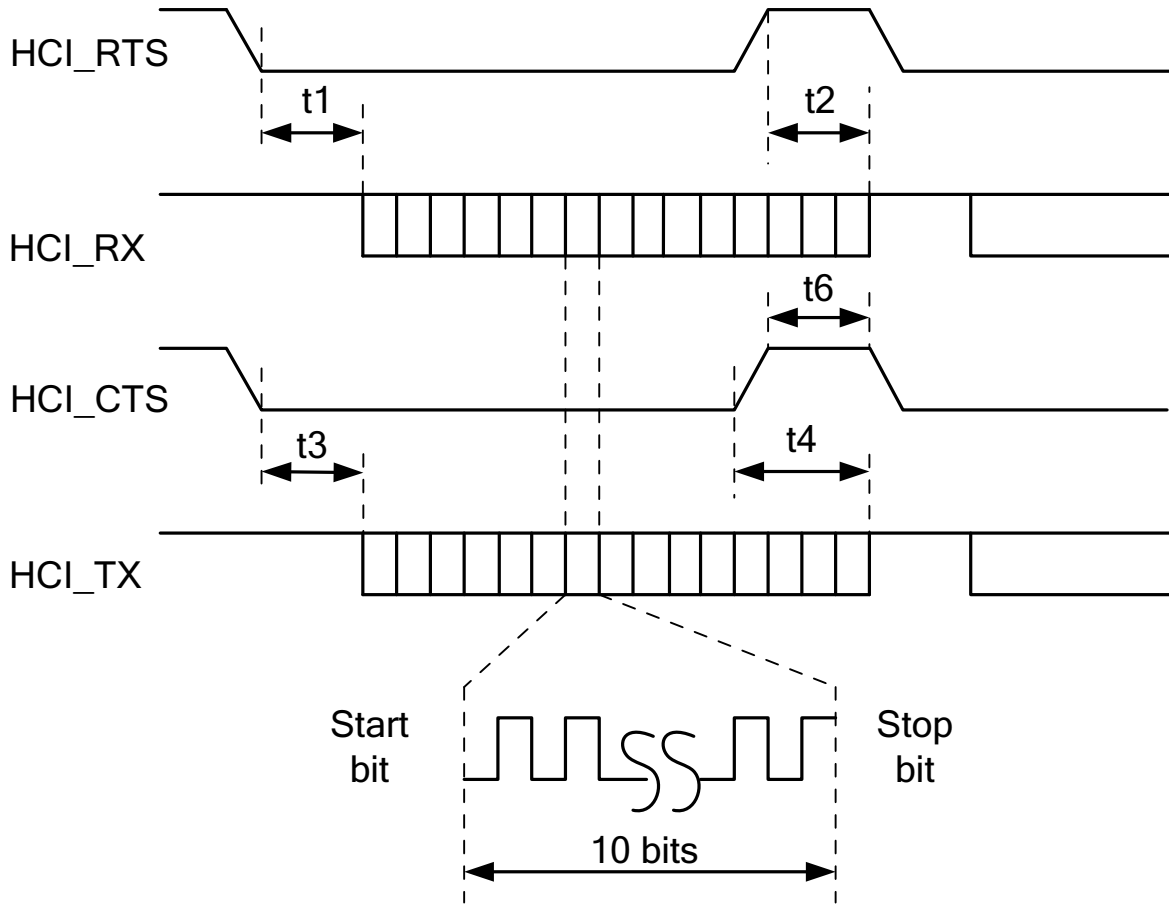 HCI_RTS
t1
t2
HCI_RX
t6
HCI_CTS
t3
t4
HCI_TX
Start
bit
Stop
bit
10 bits